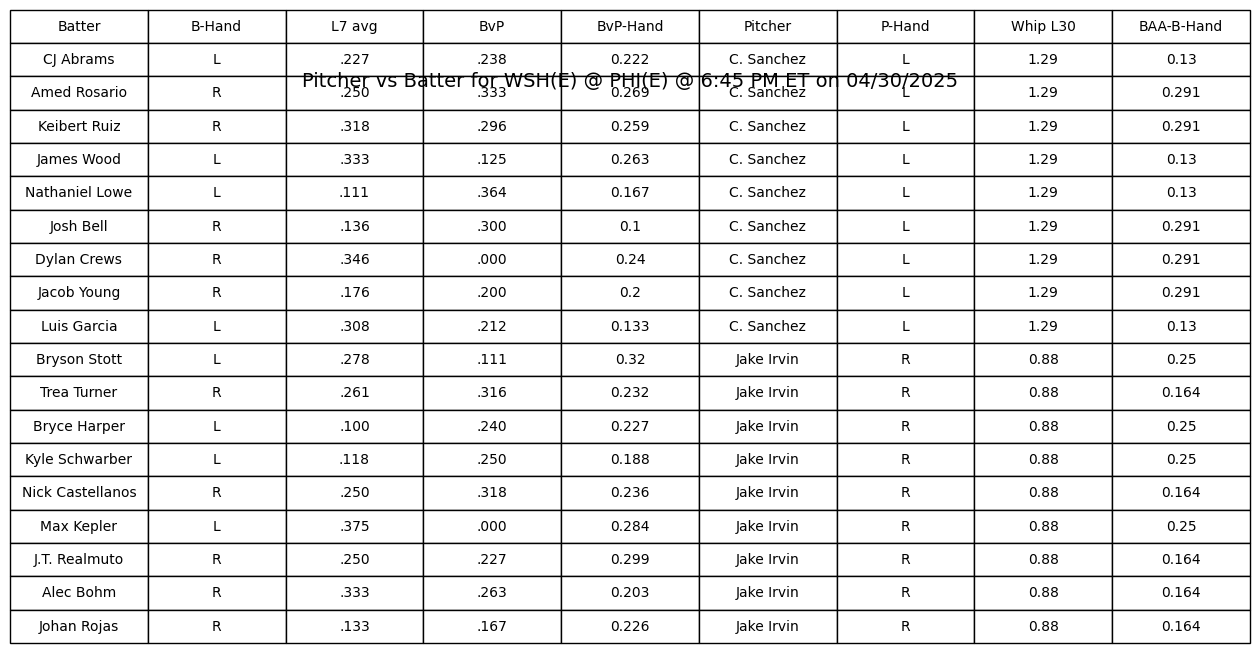 Batter B-Hand L7 avg BvP BvP-Hand Pitcher P-Hand Whip L30 BAA-B-Hand
CJ Abrams L .227 .238 0.222 C. Sanchez L 1.29 0.13
Pitcher vs Batter for WSH(E) @ PHI(E) @ 6:45 PM ET on 04/30/2025
Amed Rosario R .250 .333 0.269 C. Sanchez L 1.29 0.291
Keibert Ruiz R .318 .296 0.259 C. Sanchez L 1.29 0.291
James Wood L .333 .125 0.263 C. Sanchez L 1.29 0.13
Nathaniel Lowe L .111 .364 0.167 C. Sanchez L 1.29 0.13
Josh Bell R .136 .300 0.1 C. Sanchez L 1.29 0.291
Dylan Crews R .346 .000 0.24 C. Sanchez L 1.29 0.291
Jacob Young R .176 .200 0.2 C. Sanchez L 1.29 0.291
Luis Garcia L .308 .212 0.133 C. Sanchez L 1.29 0.13
Bryson Stott L .278 .111 0.32 Jake Irvin R 0.88 0.25
Trea Turner R .261 .316 0.232 Jake Irvin R 0.88 0.164
Bryce Harper L .100 .240 0.227 Jake Irvin R 0.88 0.25
Kyle Schwarber L .118 .250 0.188 Jake Irvin R 0.88 0.25
Nick Castellanos R .250 .318 0.236 Jake Irvin R 0.88 0.164
Max Kepler L .375 .000 0.284 Jake Irvin R 0.88 0.25
J.T. Realmuto R .250 .227 0.299 Jake Irvin R 0.88 0.164
Alec Bohm R .333 .263 0.203 Jake Irvin R 0.88 0.164
Johan Rojas R .133 .167 0.226 Jake Irvin R 0.88 0.164